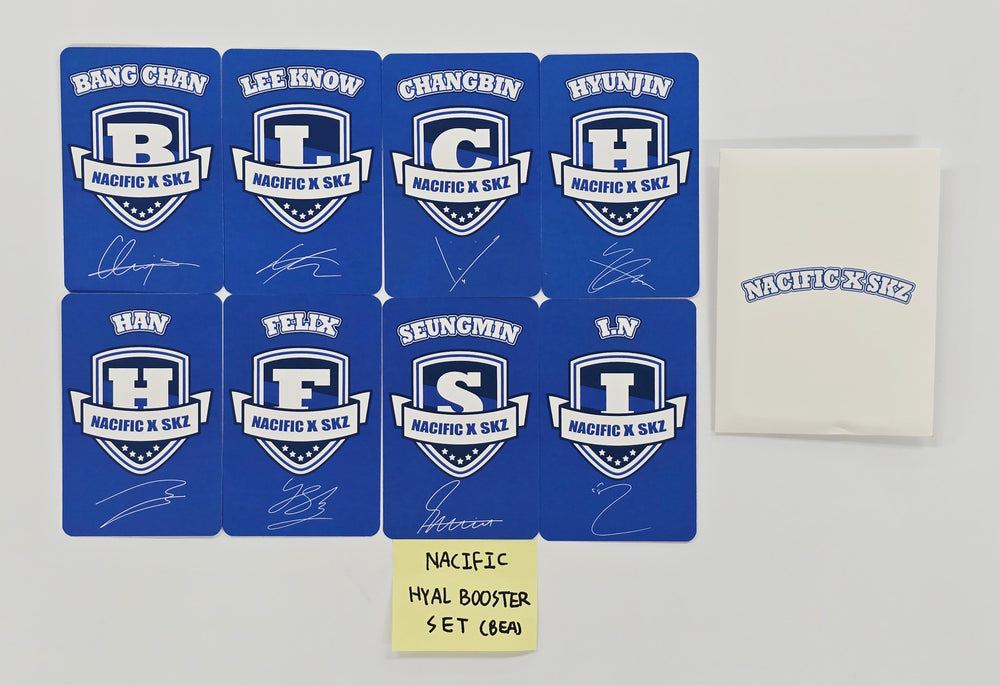 BANG CHAN
B
NACIFIC X SKZ
LEE KNOW
L
NACIFIC X SKZ
CHANGBIN
C
NACIFIC X SKZ
HYUNJIN
H
NACIFIC X SKZ
NACIFIC X SKZ
HAN
H
NACIFIC X SKZ
FELIX
F
NACIFIC X SKZ
SEUNGMIN
S
NACIFIC X SKZ
I.N
I
NACIFIC X SKZ
NACIFIC
HYAL BOOSTER
SET (8EA)